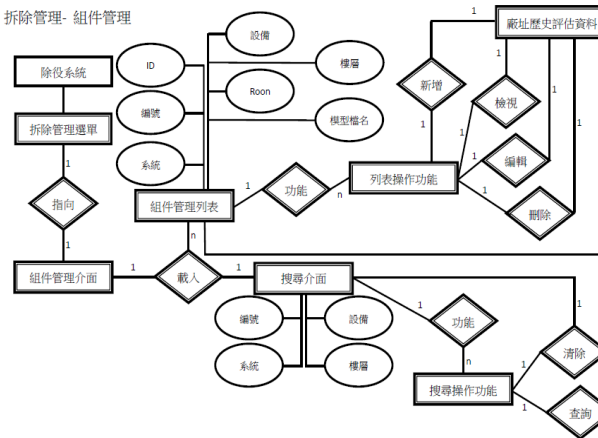 拆除管理- 組件管理
廠址歷史評估資料
設備
1
除役系統
ID
樓層
1
1
1
新增
Roon
檢視
編號
模型檔名
拆除管理選單
1
1
1
1
1
編輯
系統
1
列表操作功能
1
功能
指向
組件管理列表
n
1
刪除
1
n
組件管理介面
1
載入
1
搜尋介面
1
1
編號
設備
功能
清除
系統
樓層
n
1
搜尋操作功能
1
查詢